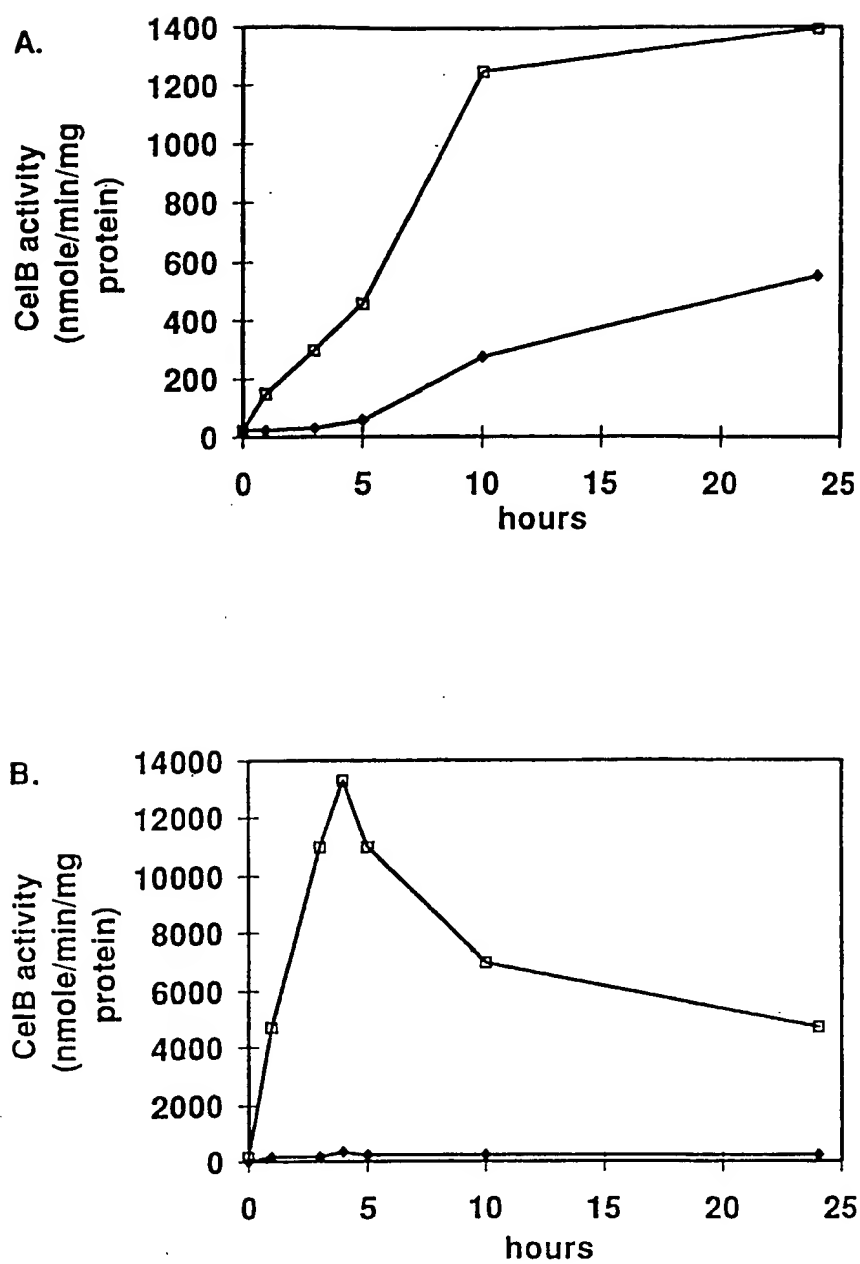 A.
CelB activity
(nmole/min/mg
protein)
1400
1200
1000
800
600
400
200
0
0 5 10 15 20 25
hours
B.
CelB activity
(nmole/min/mg
protein)
14000
12000
10000
8000
6000
4000
2000
0
0 5 10 15 20 25
hours